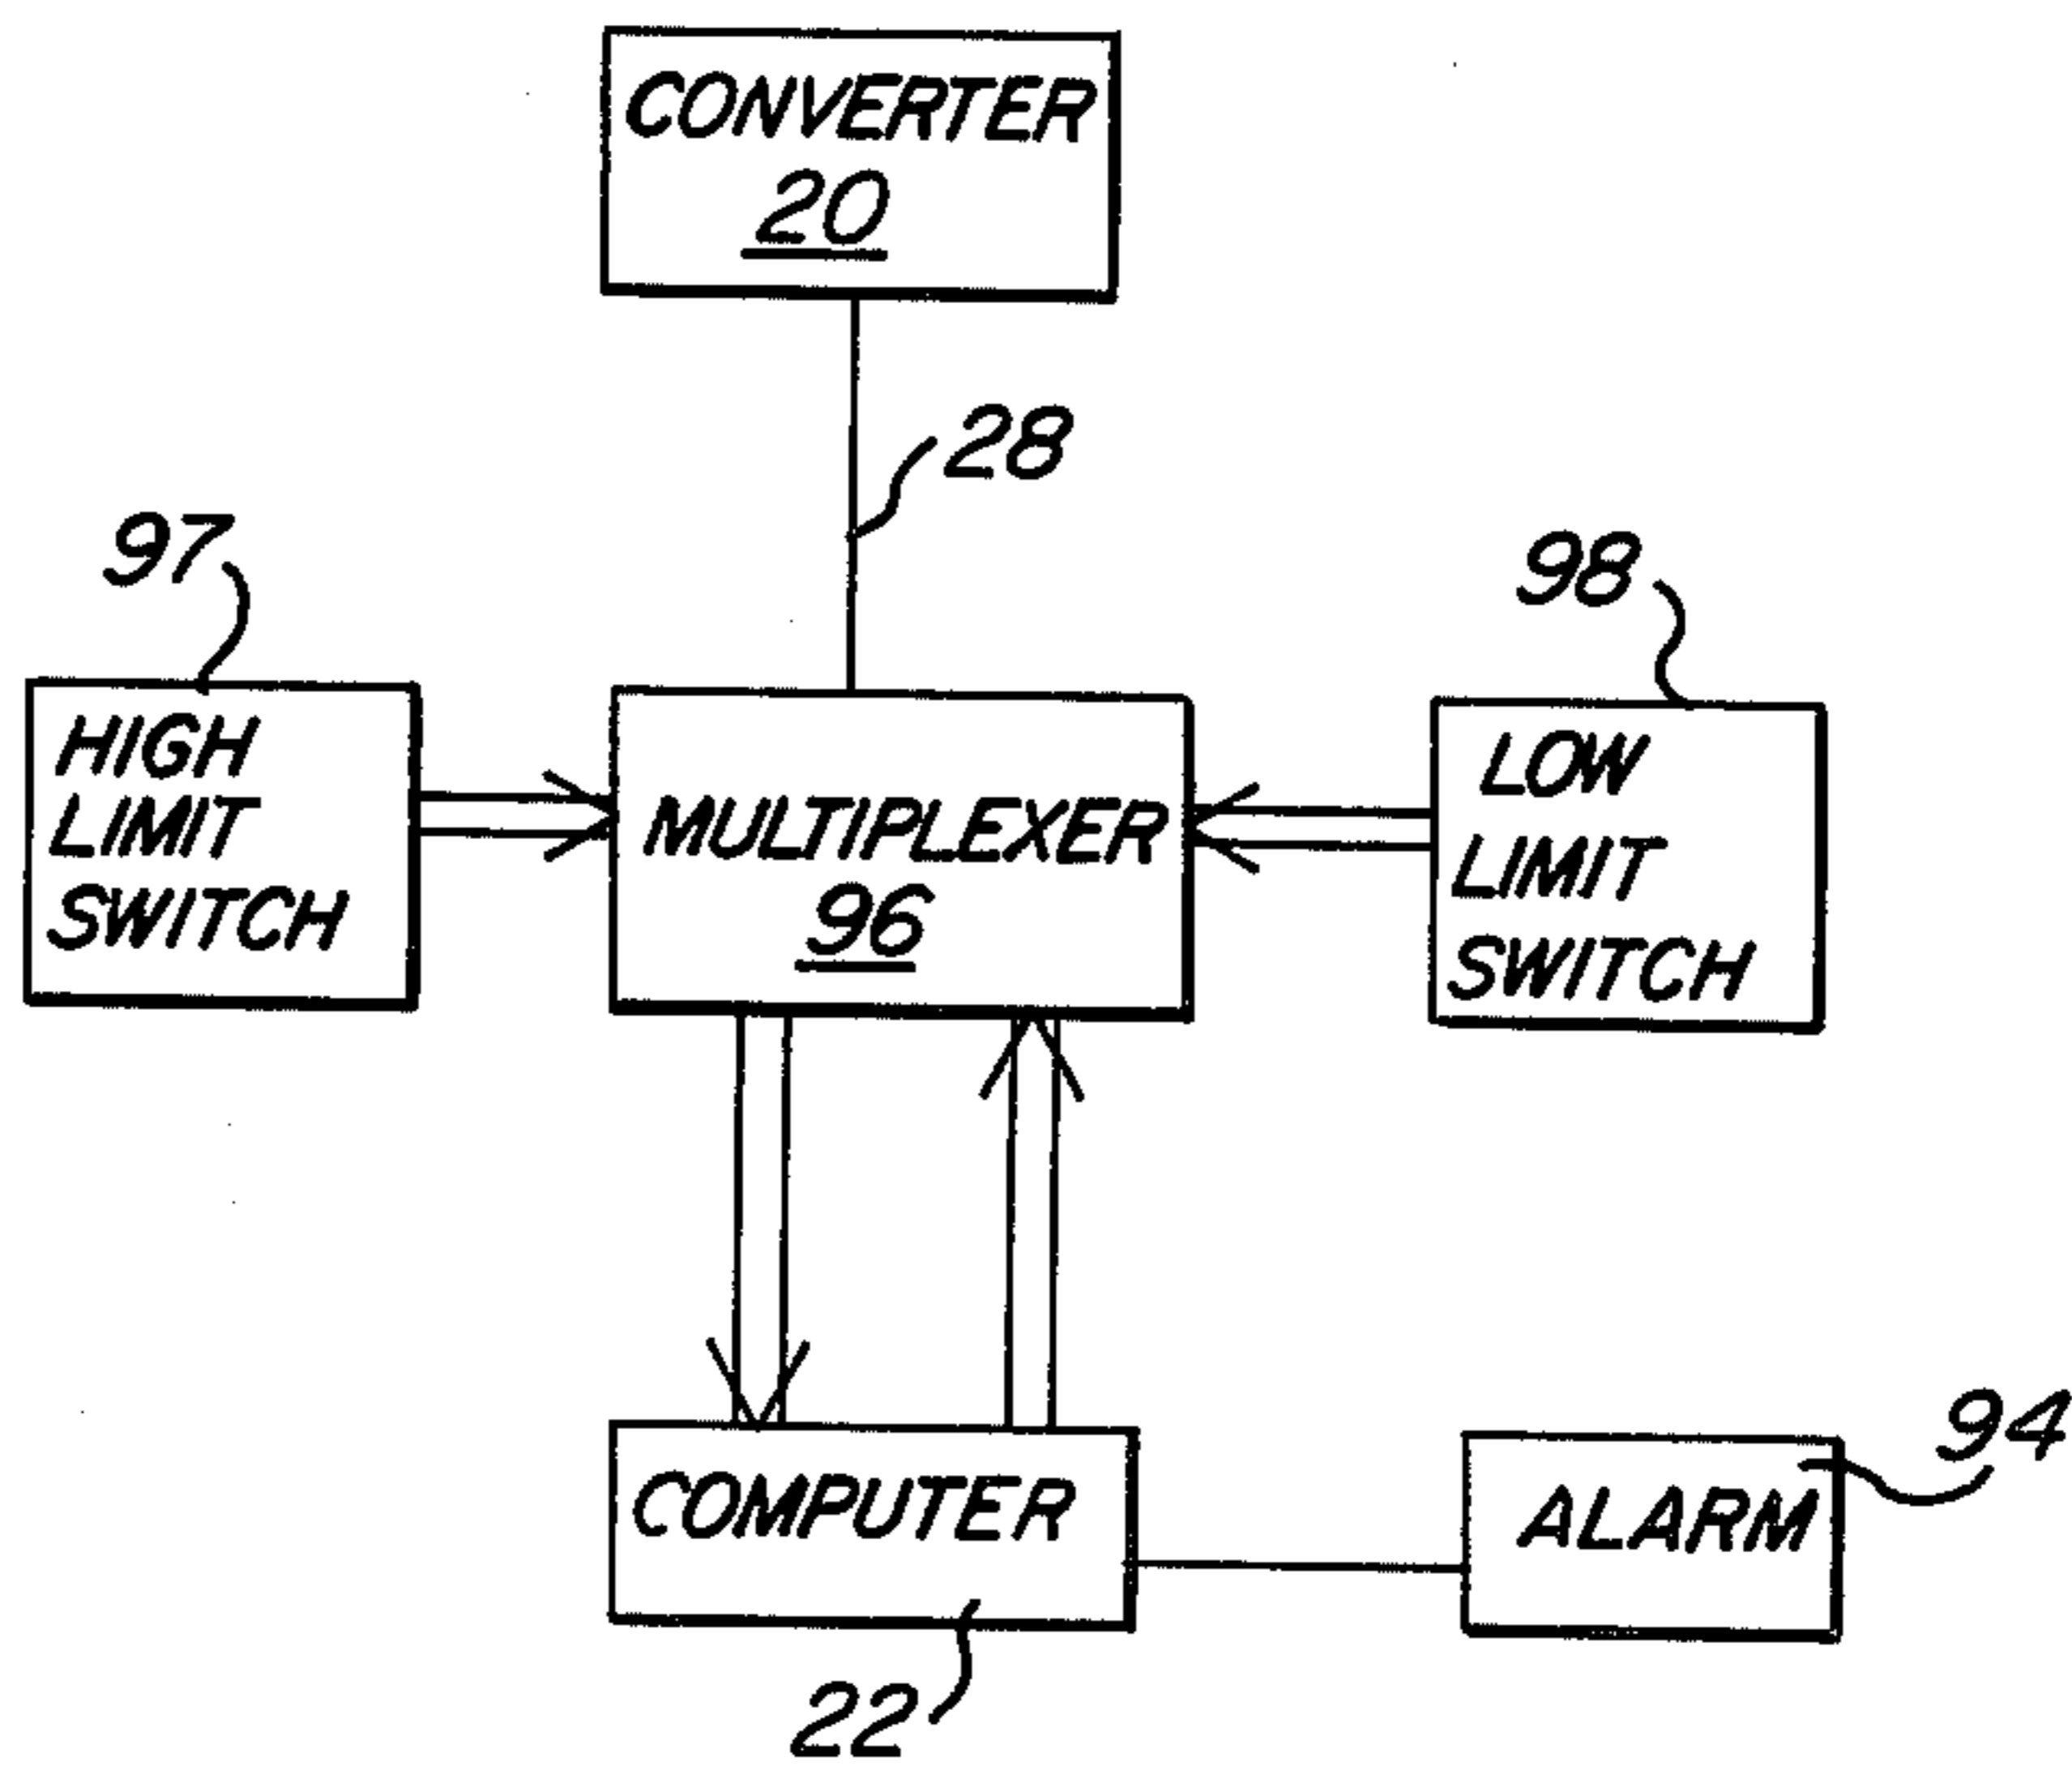 CONVERTER
20
28
97
98
HIGH
LIMIT
SWITCH
MULTIPLEXER
96
LOW
LIMIT
SWITCH
94
COMPUTER
ALARM
22